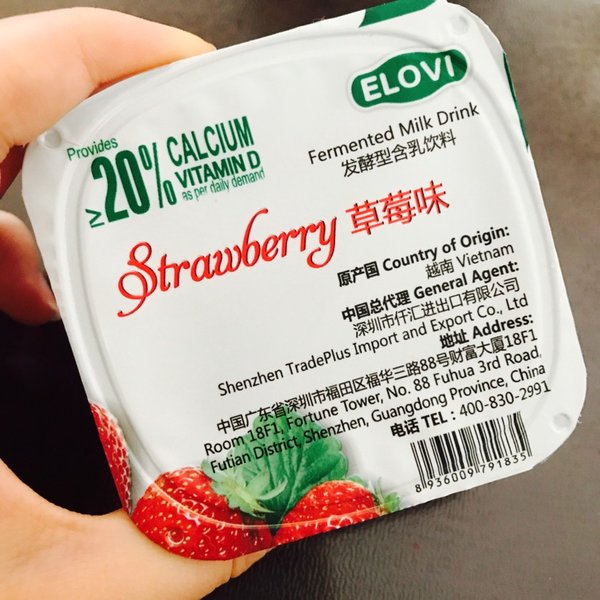 ELOVI
Provides
≥20% CALCIUM
VITAMIN D
as per daily demand
Fermented Milk Drink
发酵型含乳饮料
Strawberry 草莓味
原产国 Country of Origin:
越南 Vietnam
中国总代理 General Agent:
深圳市仟汇进出口有限公司
Shenzhen TradePlus Import and Export Co., Ltd
地址 Address:
中国广东省深圳市福田区福华三路88号财富大厦18F1
Room 18F1, Fortune Tower, No. 88 Fuhua 3rd Road,
Futian District, Shenzhen, Guangdong Province, China
电话 TEL : 400-830-2991
8 936009 791835